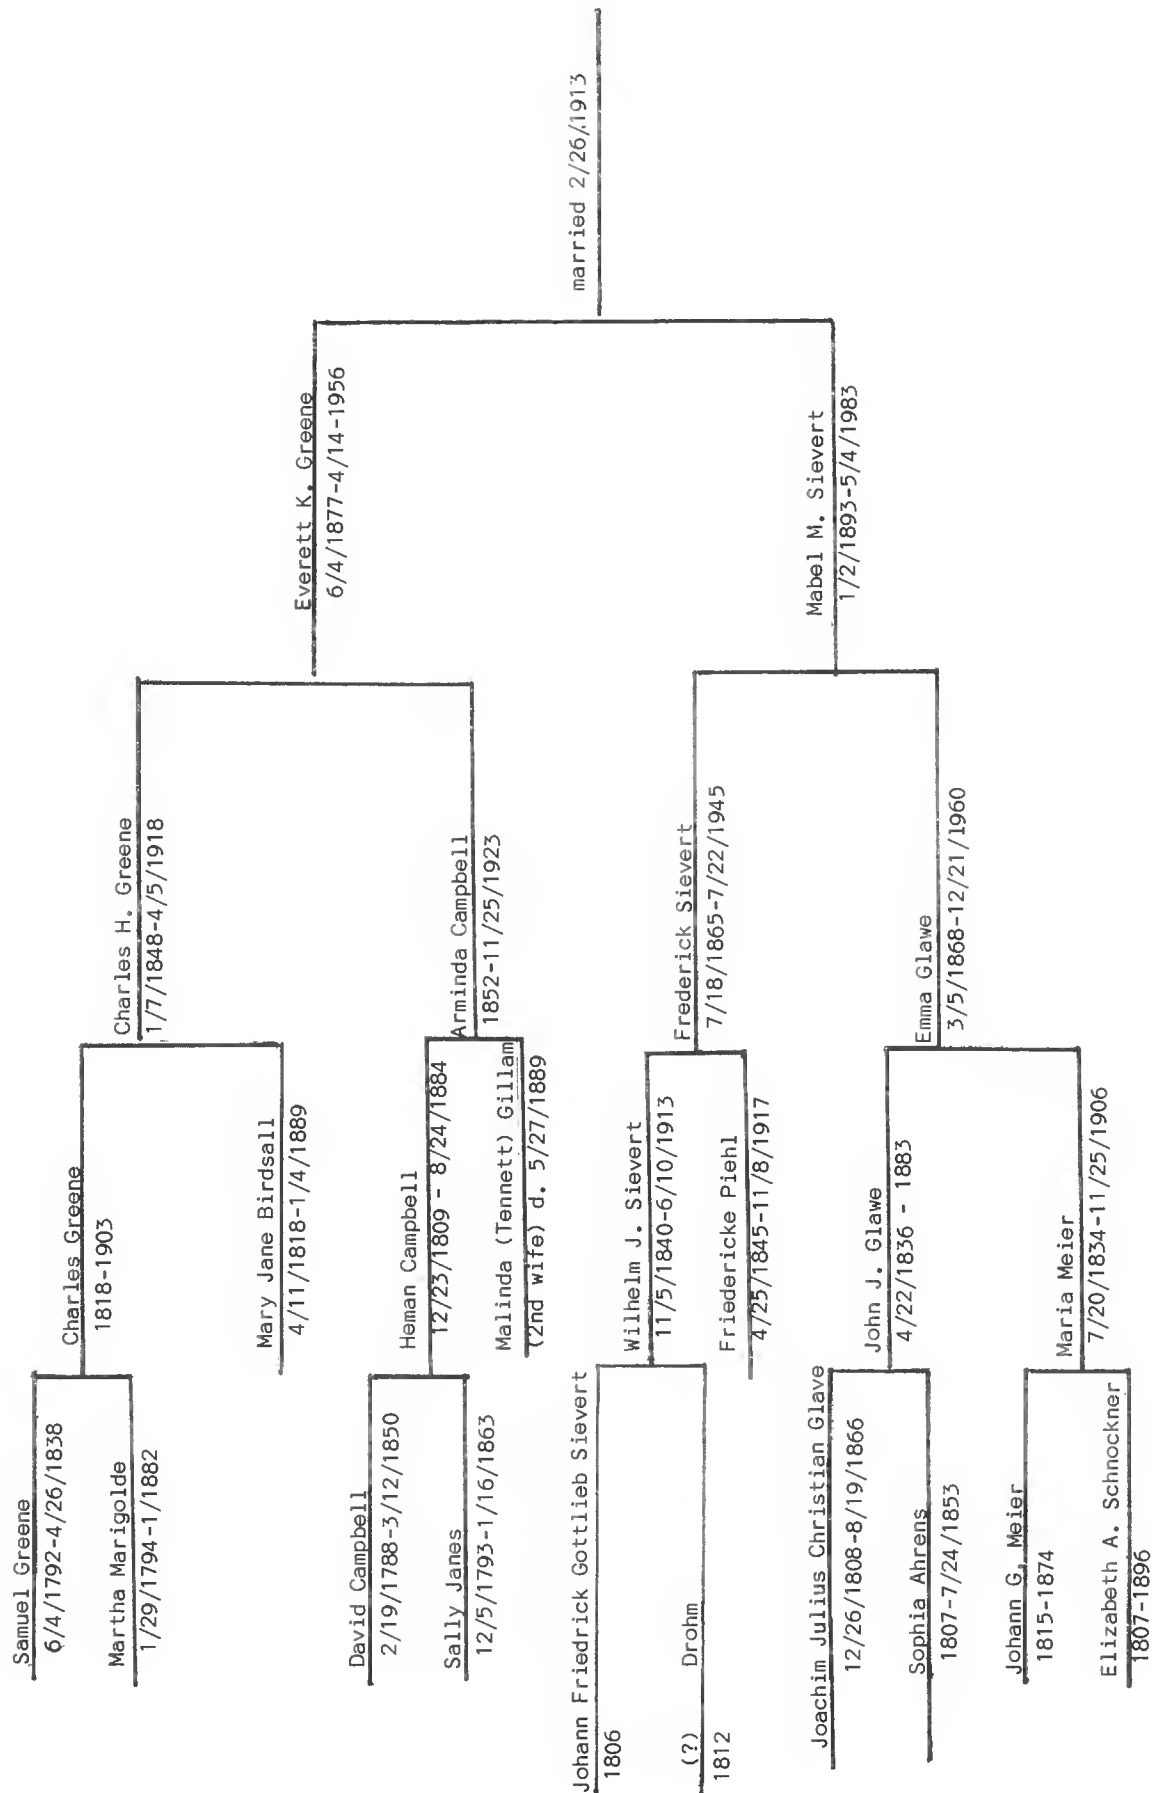 Samuel Greene
6/4/1792-4/26/1838
Martha Marigolde
1/29/1794-1/1882
Charles Greene
1818-1903
Mary Jane Birdsall
4/11/1818-1/4/1889
Charles H. Greene
1/7/1848-4/5/1918
David Campbell
2/19/1788-3/12/1850
Sally Janes
12/5/1793-1/16/1863
Heman Campbell
12/23/1809 - 8/24/1884
Malinda (Tennett) Gillam
(2nd wife) d. 5/27/1889
Arminda Campbell
1852-11/25/1923
Everett K. Greene
6/4/1877-4/14-1956
married 2/26/1913
Johann Friedrick Gottlieb Sievert
1806
(?) Drohm
1812
Wilhelm J. Sievert
11/5/1840-6/10/1913
Friedericke Piehl
4/25/1845-11/8/1917
Frederick Sievert
7/18/1865-7/22/1945
Joachim Julius Christian Glave
12/26/1808-8/19/1866
Sophia Ahrens
1807-7/24/1853
John J. Glawe
4/22/1836 - 1883
Johann G. Meier
1815-1874
Elizabeth A. Schnockner
1807-1896
Maria Meier
7/20/1834-11/25/1906
Emma Glawe
3/5/1868-12/21/1960
Mabel M. Sievert
1/2/1893-5/4/1983